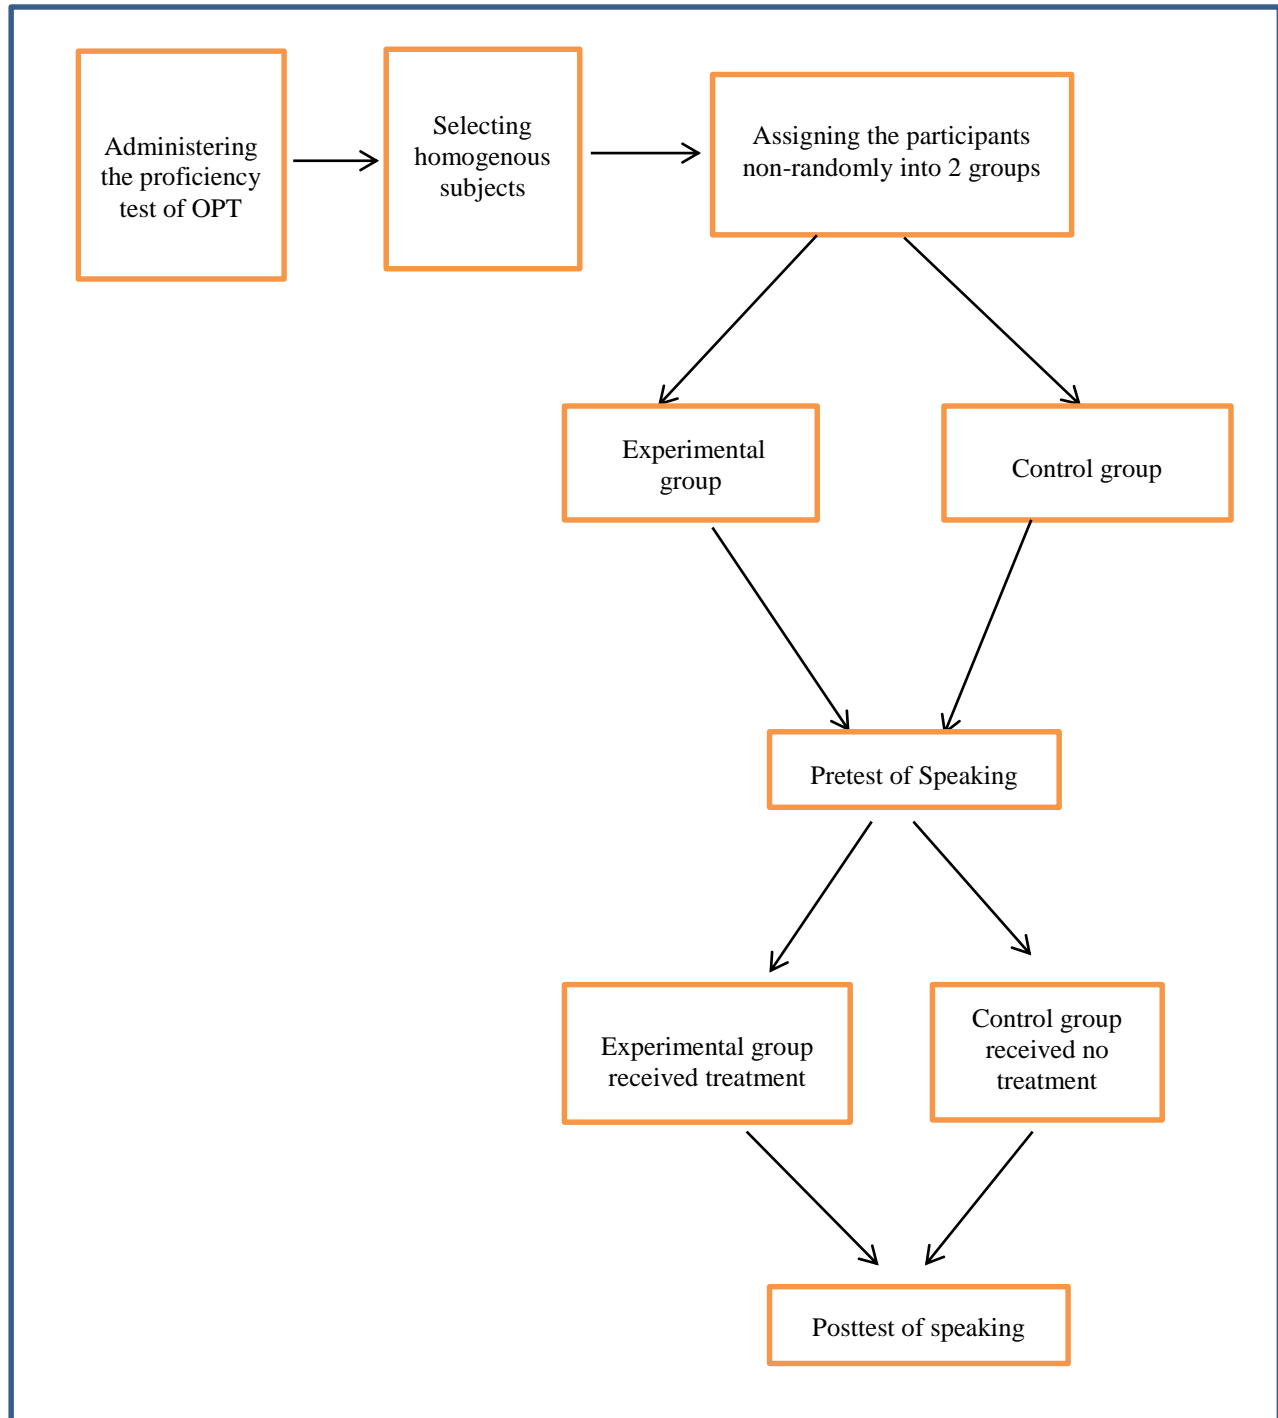 Administering
the proficiency
test of OPT
Selecting
homogenous
subjects
Assigning the participants
non-randomly into 2 groups
Experimental
group
Control group
Pretest of Speaking
Experimental group
received treatment
Control group
received no
treatment
Posttest of speaking